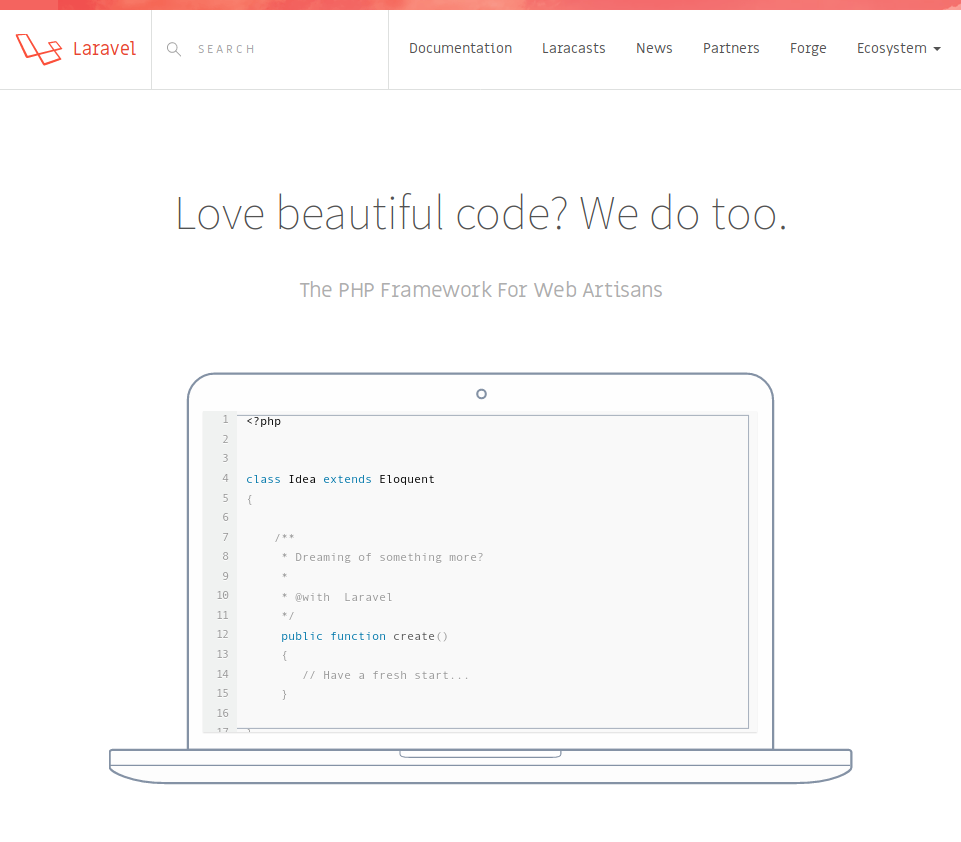 Laravel
SEARCH
Documentation Laracasts News Partners Forge Ecosystem
Love beautiful code? We do too.
The PHP Framework For Web Artisans
1 <?php
2
3
4 class Idea extends Eloquent
5 {
6
7 /**
8 * Dreaming of something more?
9 *
10 * @with  Laravel
11 */
12 public function create()
13 {
14 // Have a fresh start...
15 }
16
17 }